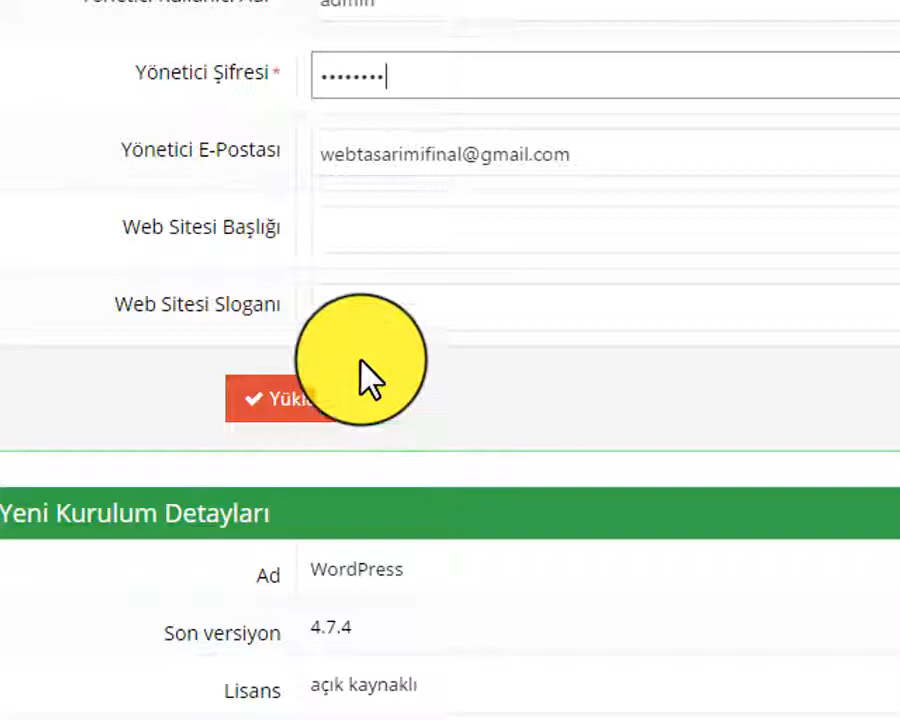 admin
Yönetici Şifresi* ••••••••
Yönetici E-Postası webtasarimifinal@gmail.com
Web Sitesi Başlığı
Web Sitesi Sloganı
Yeni Kurulum Detayları
Ad WordPress
Son versiyon 4.7.4
Lisans açık kaynaklı